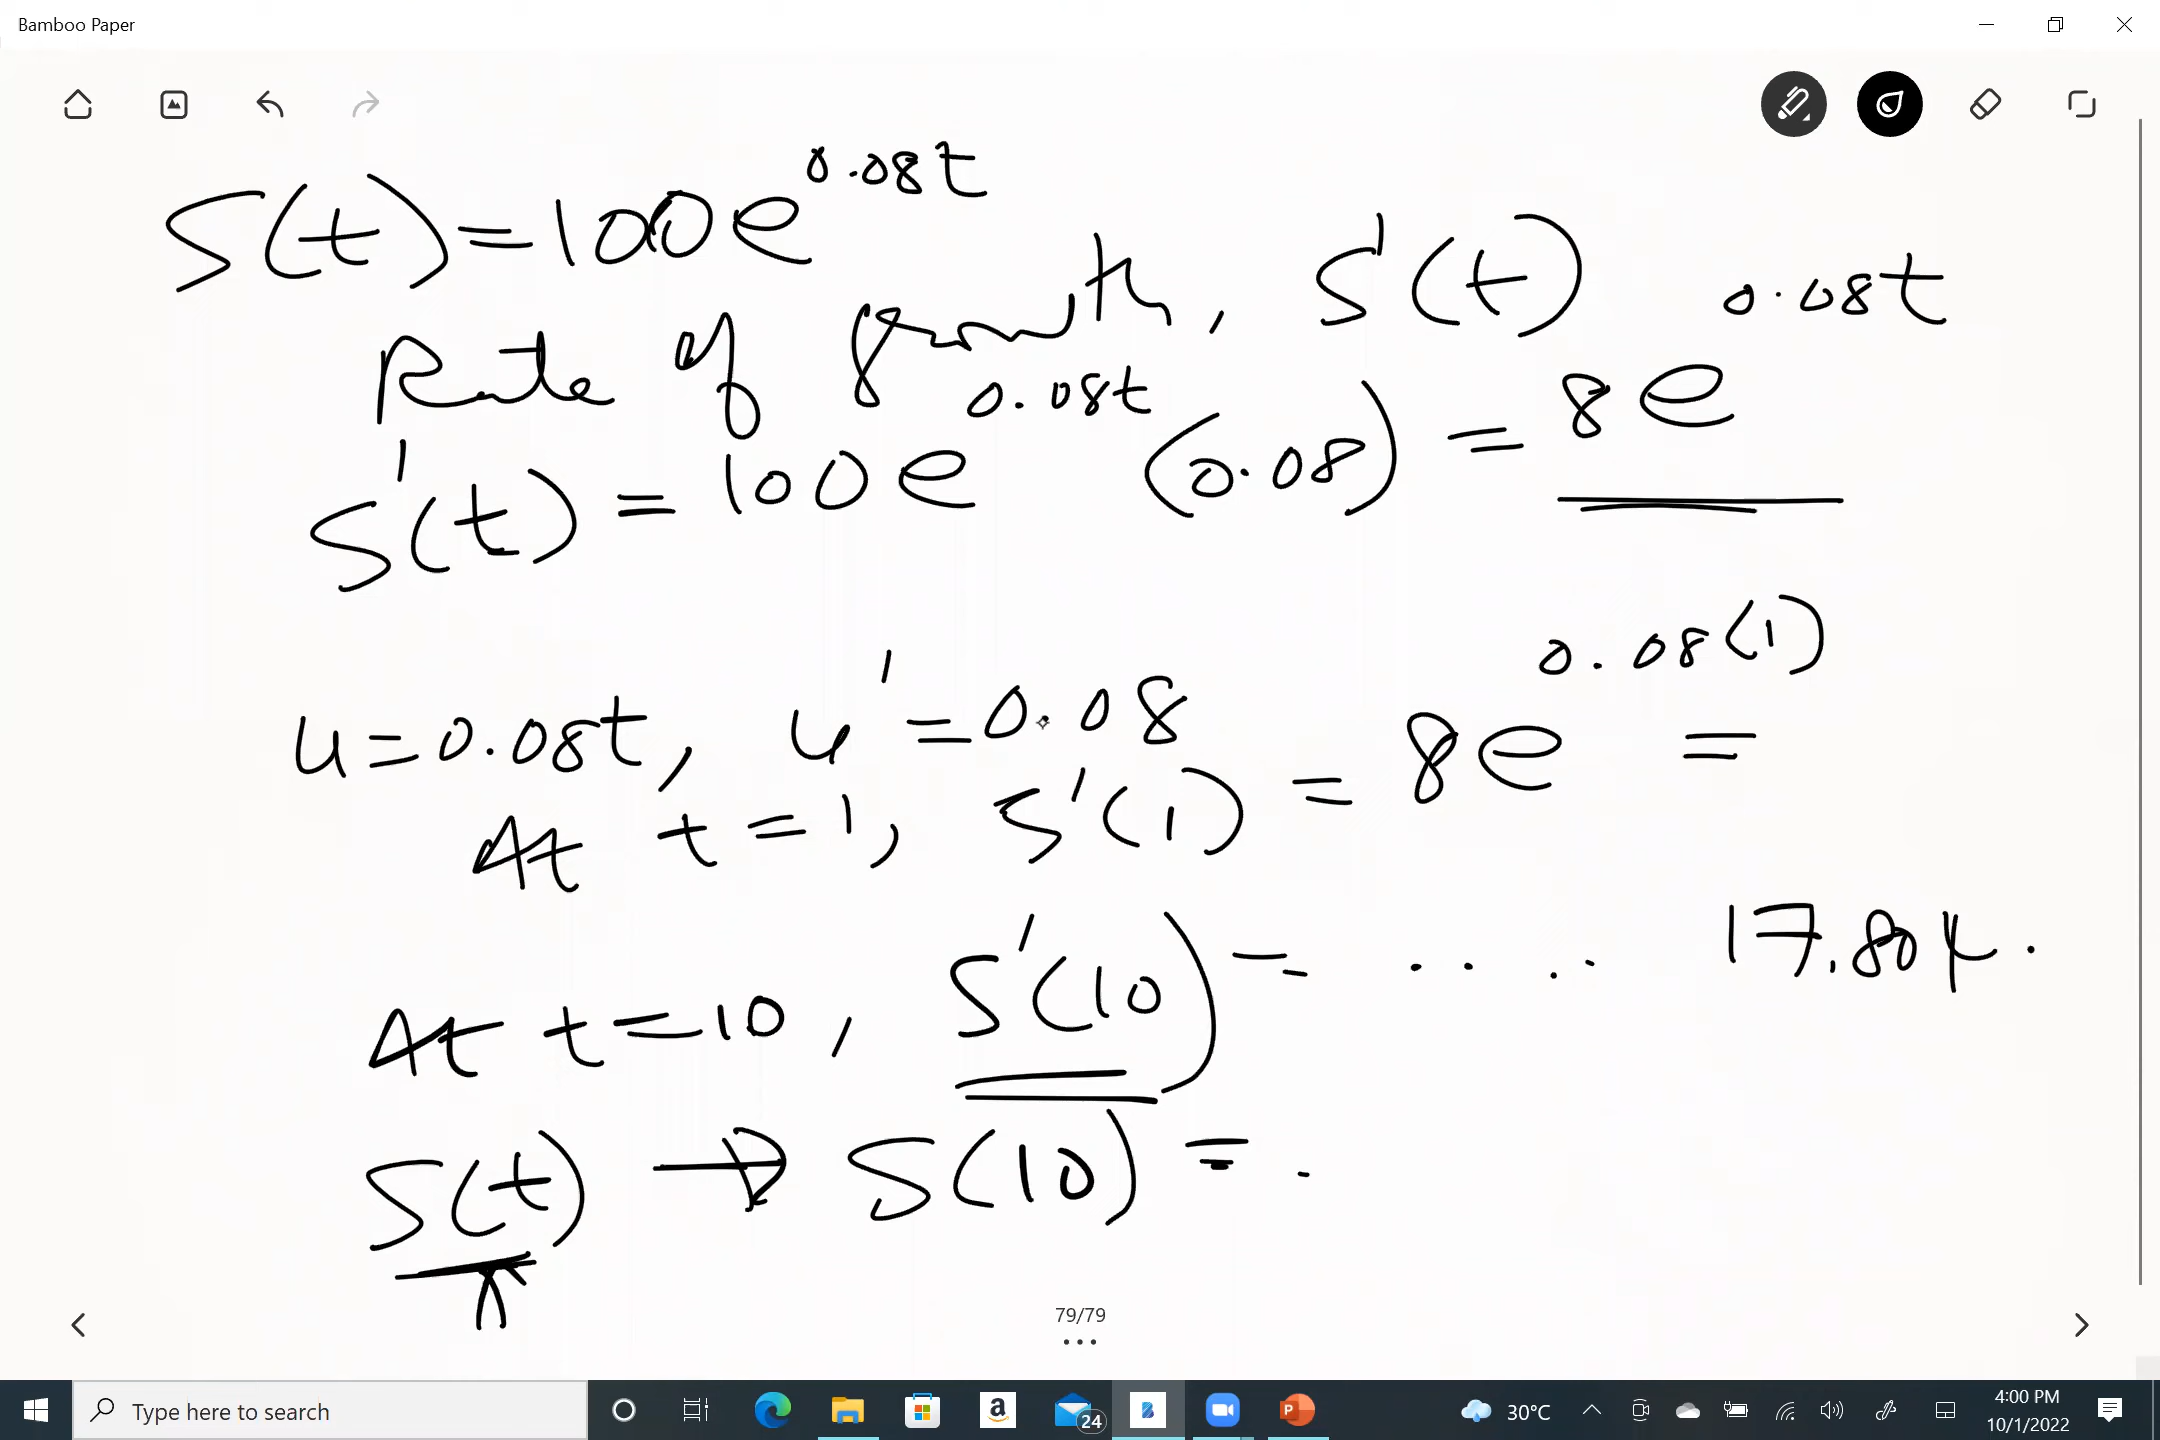 Bamboo Paper
S(t) = 100e^0.08t
Rate of growth, S'(t)
S'(t) = 100e^0.08t (0.08) = 8e^0.08t
u = 0.08t, u' = 0.08
At t = 1, S'(1) = 8e^0.08(1) =
At t = 10, S'(10) = .... 17.804.
S(t) → S(10) = .
79/79
Type here to search
24
30°C
4:00 PM
10/1/2022